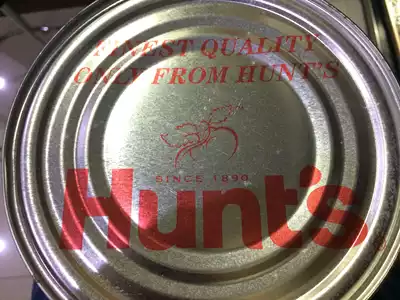 FINEST QUALITY
ONLY FROM HUNT'S
SINCE 1890
Hunt's